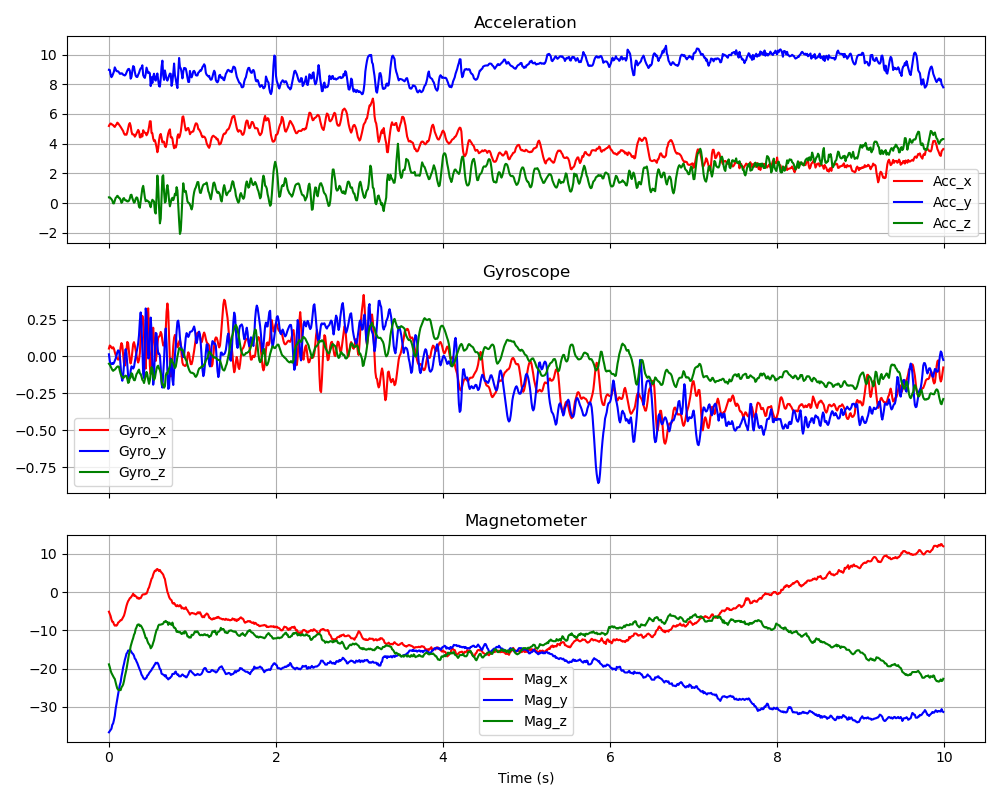 Acceleration
10
8
6
4
2
0
−2
Acc_x
Acc_y
Acc_z
Gyroscope
0.25
0.00
−0.25
−0.50
−0.75
Gyro_x
Gyro_y
Gyro_z
Magnetometer
10
0
−10
−20
−30
Mag_x
Mag_y
Mag_z
0 2 4 6 8 10
Time (s)